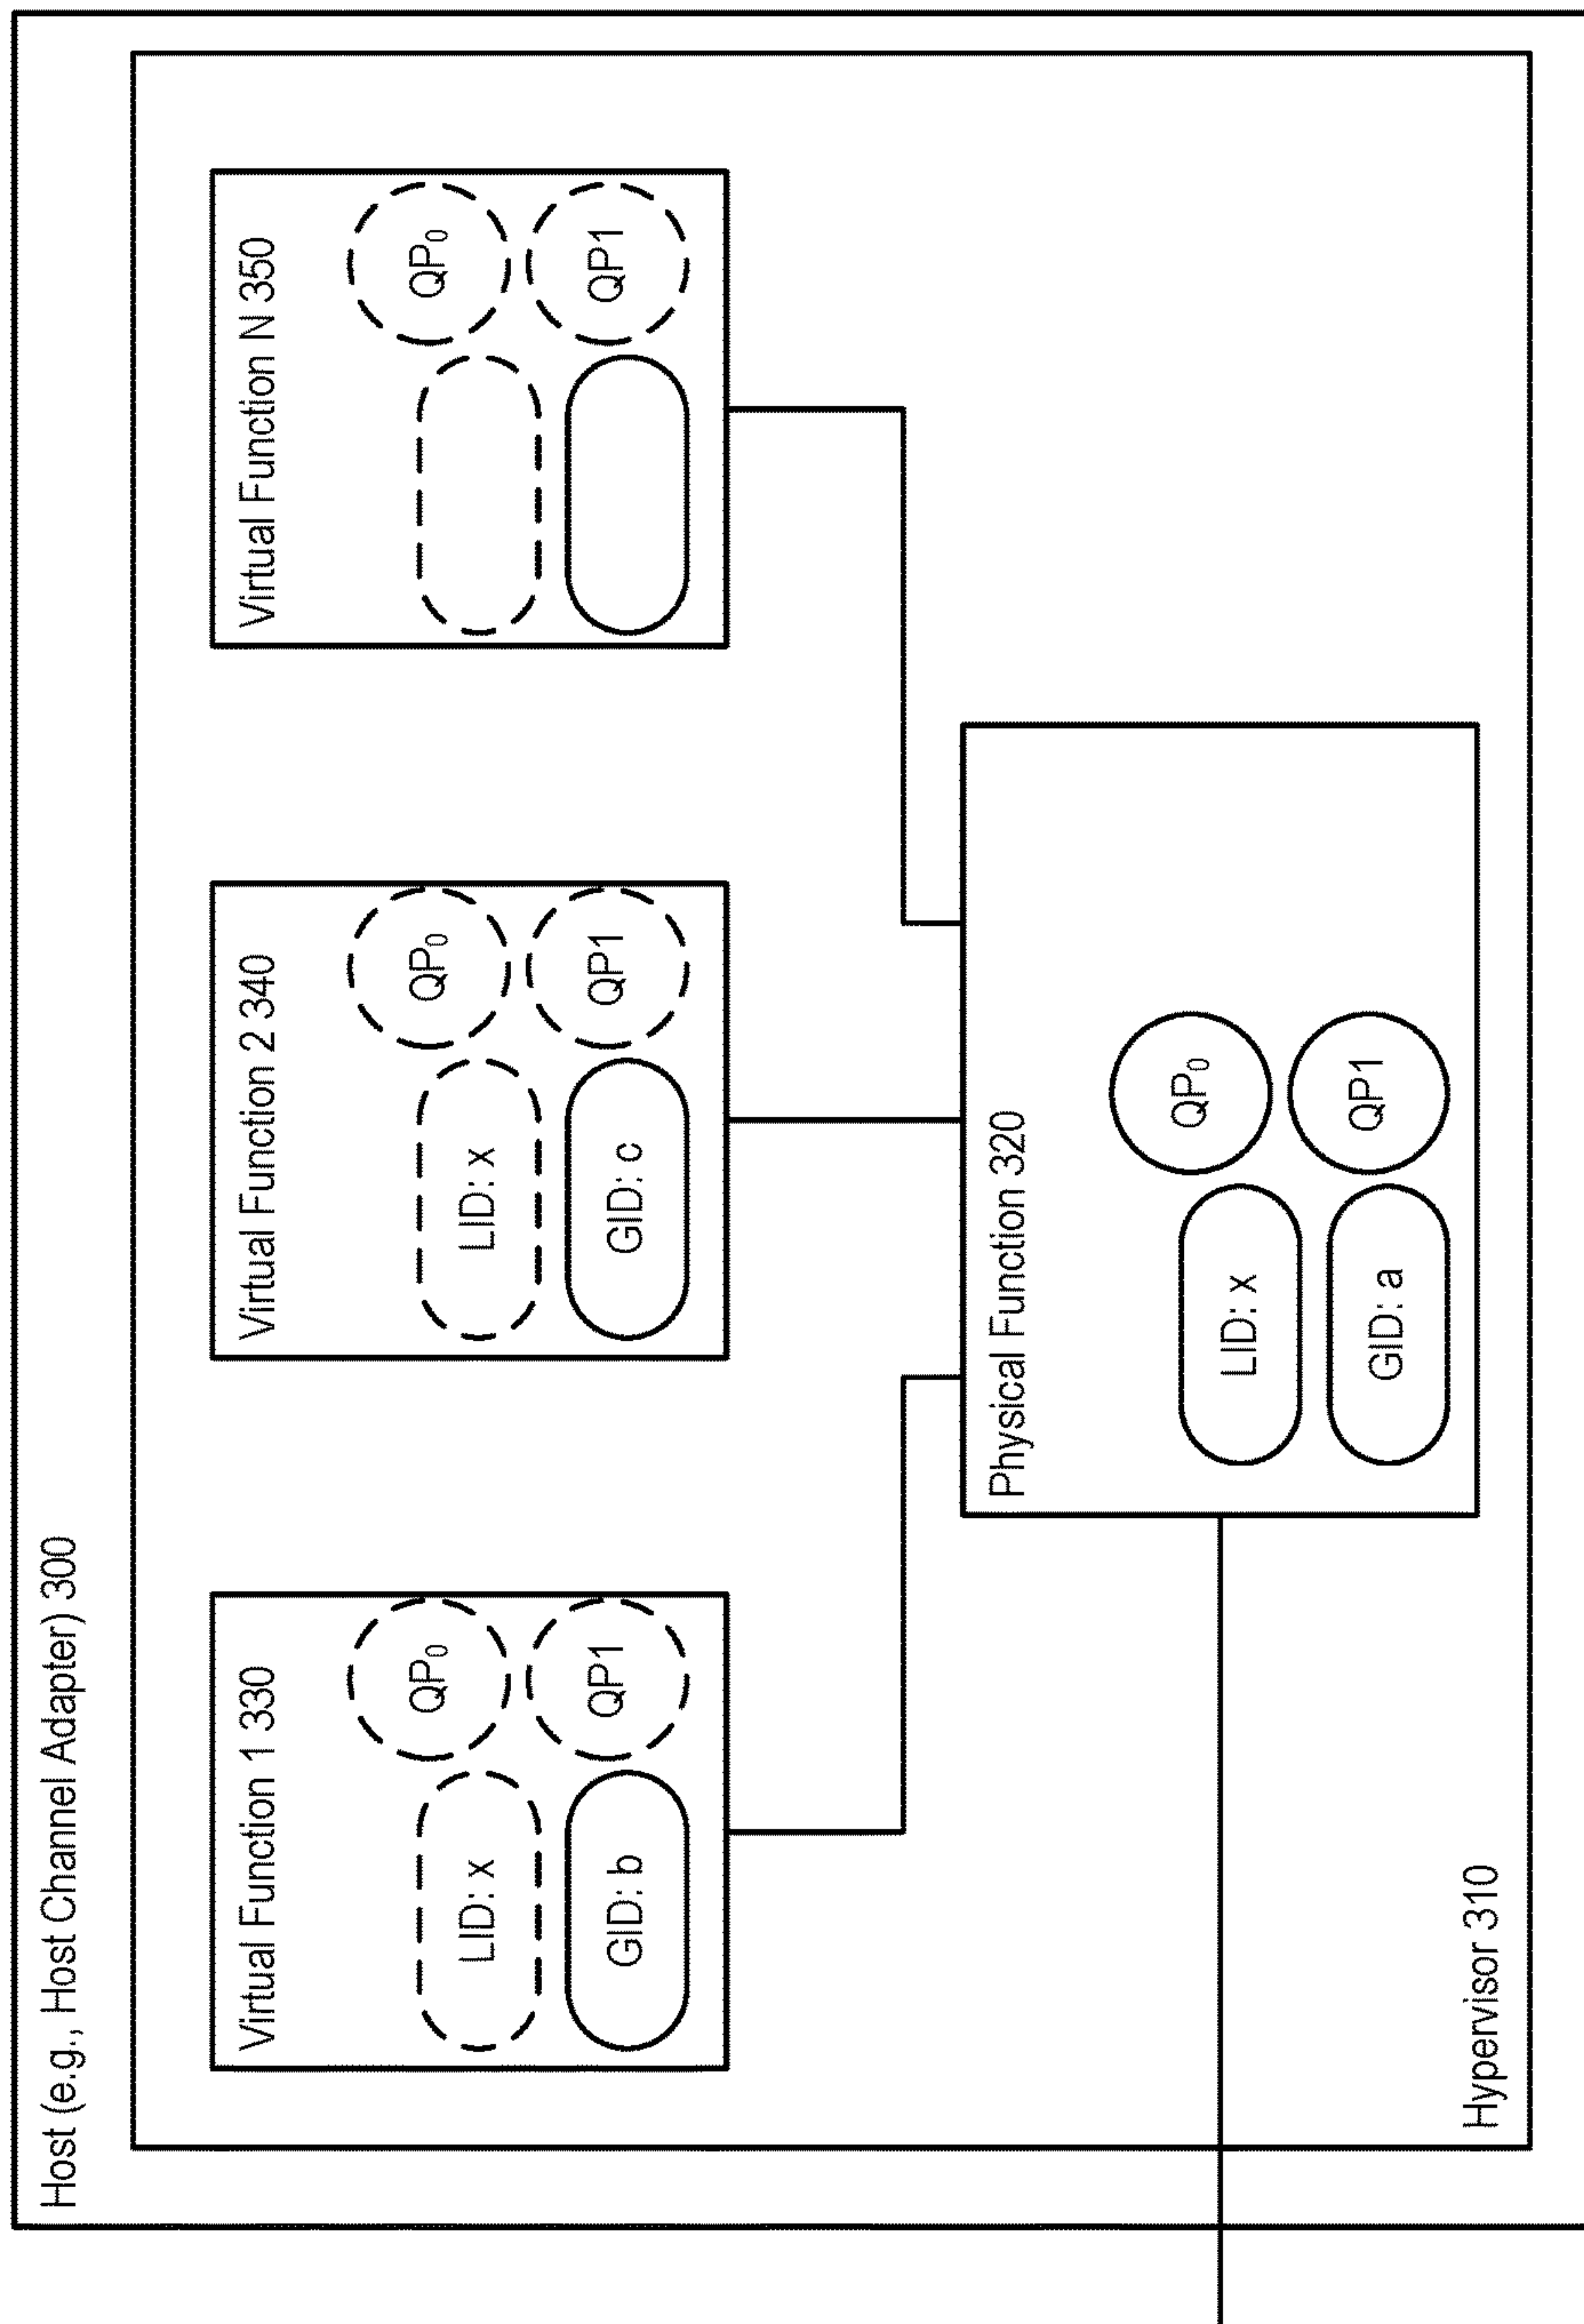 Host (e.g., Host Channel Adapter) 300
Virtual Function 1 330
QP₀
LID: x
QP1
GID: b
Virtual Function 2 340
QP₀
LID: x
QP1
GID: c
Virtual Function N 350
QP₀
QP1
Physical Function 320
QP₀
LID: x
QP1
GID: a
Hypervisor 310